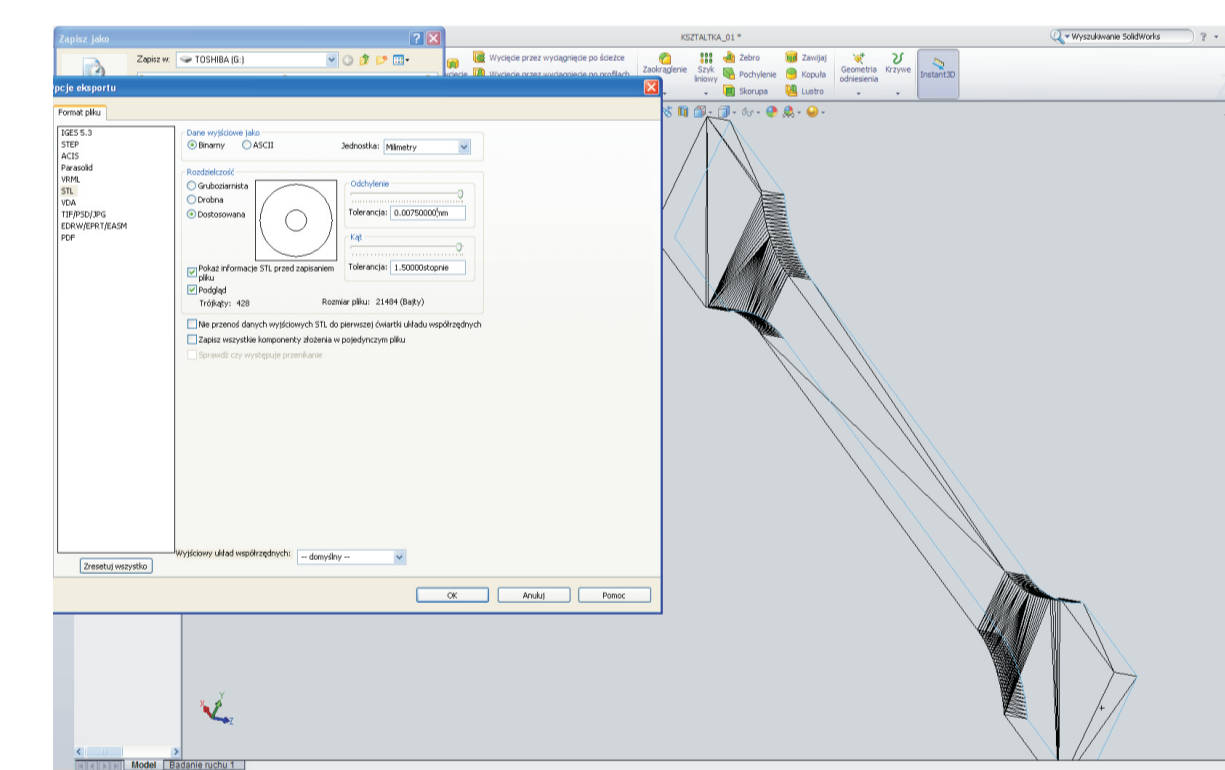 Zapisz jako
KSZTALTKA_01 *
Wyszukiwanie SolidWorks
?
Zapisz w: TOSHIBA (G:)
Wycięcie przez wyciągnięcie po ścieżce
Wycięcie przez wyciągnięcie po profilach
Zaokrąglenie
Szyk liniowy
Żebro
Pochylenie
Skorupa
Zawijaj
Kopuła
Lustro
Geometria odniesienia
Krzywe
Instant3D
pcje eksportu
Format pliku
IGES 5.3
STEP
ACIS
Parasolid
VRML
STL
VDA
TIF/PSD/JPG
EDRW/EPRT/EASM
PDF
Zresetuj wszystko
Dane wyjściowe jako
Binarny ASCII Jednostka: Milimetry
Rozdzielczość
Gruboziarnista
Drobna
Dostosowana
Odchylenie
Tolerancja: 0.00750000mm
Kąt
Tolerancja: 1.50000stopnie
Pokaż informacje STL przed zapisaniem
pliku
Podgląd
Trójkąty: 428 Rozmiar pliku: 21484 (Bajty)
Nie przenoś danych wyjściowych STL do pierwszej ćwiartki układu współrzędnych
Zapisz wszystkie komponenty złożenia w pojedynczym pliku
Sprawdź czy występuje przenikanie
Wyjściowy układ współrzędnych: -- domyślny --
OK Anuluj Pomoc
Y
X
Z
Model Badanie ruchu 1